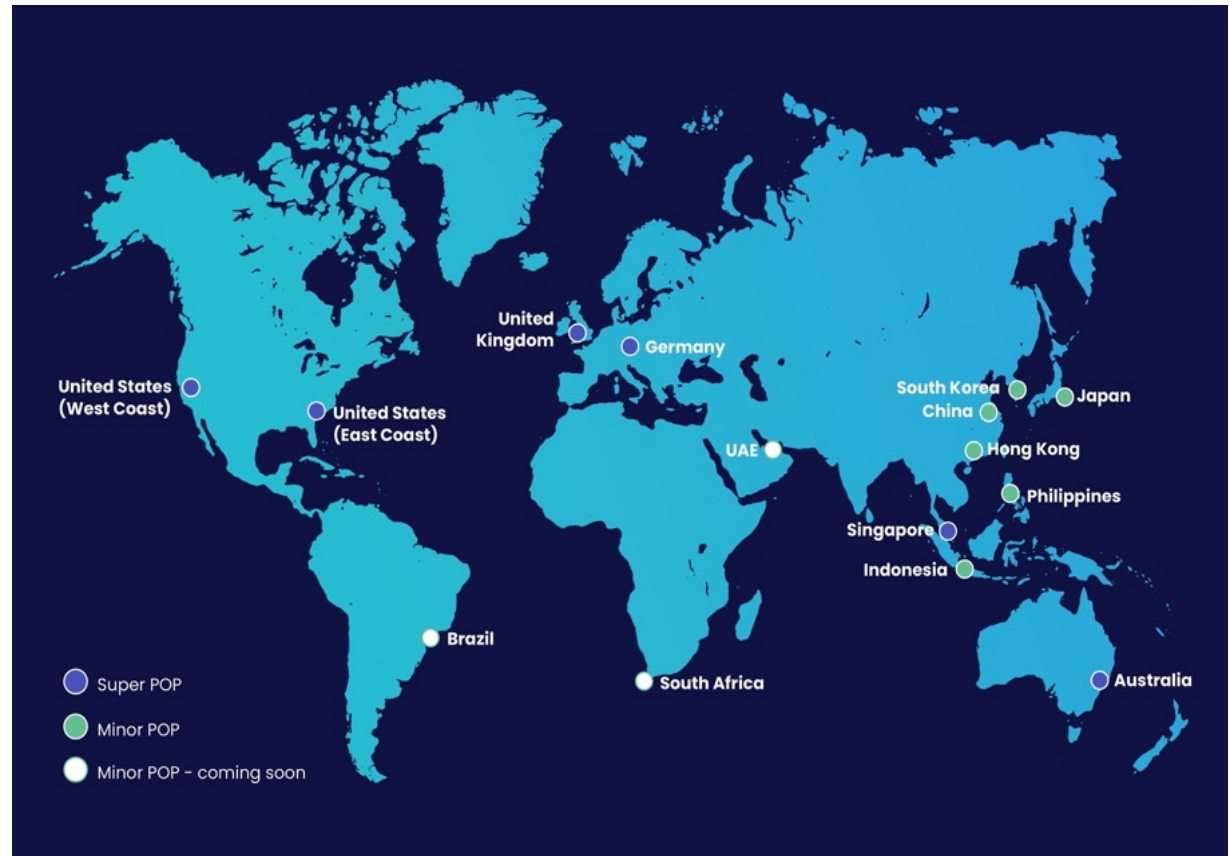 United
Kingdom
Germany
United States
(West Coast)
United States
(East Coast)
South Korea
Japan
China
UAE
Hong Kong
Philippines
Singapore
Indonesia
Brazil
South Africa
Australia
Super POP
Minor POP
Minor POP - coming soon